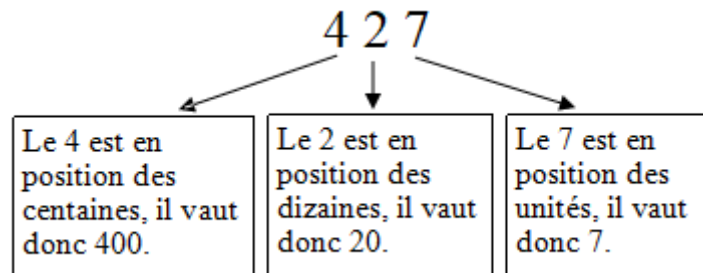 4 2 7
Le 4 est en
position des
centaines, il vaut
donc 400.
Le 2 est en
position des
dizaines, il vaut
donc 20.
Le 7 est en
position des
unités, il vaut
donc 7.